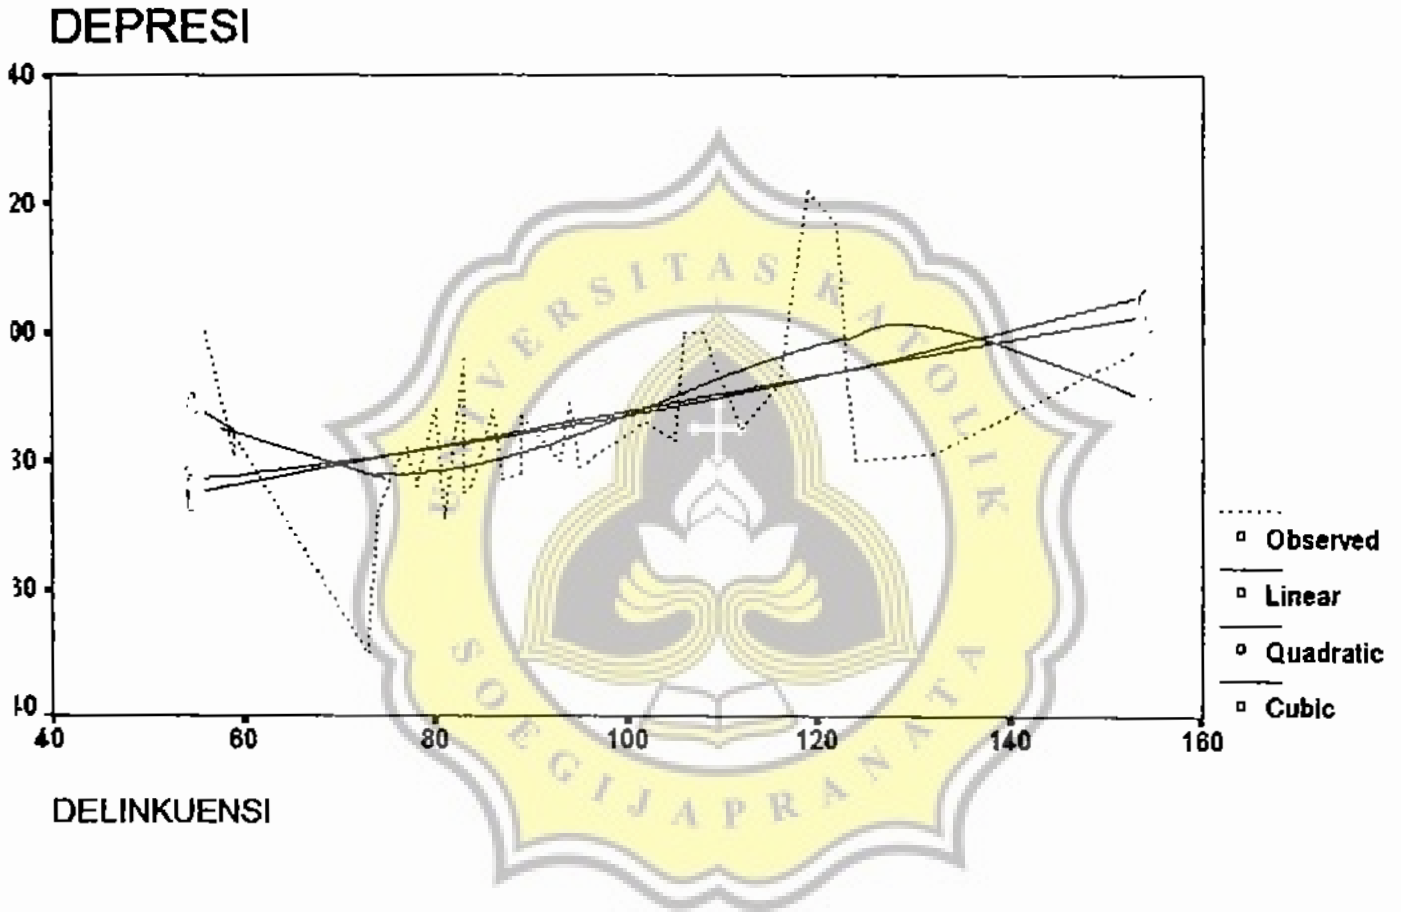 DEPRESI
40
20
00
30
30
40
40 60 80 100 120 140 160
DELINKUENSI
Observed
Linear
Quadratic
Cubic
UNIVERSITAS KATOLIK
SOEGIJAPRANATA